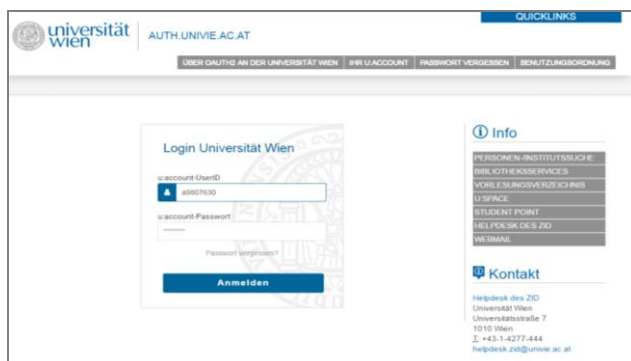 QUICKLINKS
universität wien
AUTH.UNIVIE.AC.AT
ÜBER OAUTH2 AN DER UNIVERSITÄT WIEN IHR U:ACCOUNT PASSWORT VERGESSEN BENUTZUNGSORDNUNG
Login Universität Wien
u:account-UserID
a9807630
u:account-Passwort
Passwort vergessen?
Anmelden
Info
PERSONEN-/INSTITUTSSUCHE
BIBLIOTHEKSSERVICES
VORLESUNGSVERZEICHNIS
U:SPACE
STUDENT POINT
HELPDESK DES ZID
WEBMAIL
Kontakt
Helpdesk des ZID
Universität Wien
Universitätsstraße 7
1010 Wien
T: +43-1-4277-444
helpdesk.zid@univie.ac.at